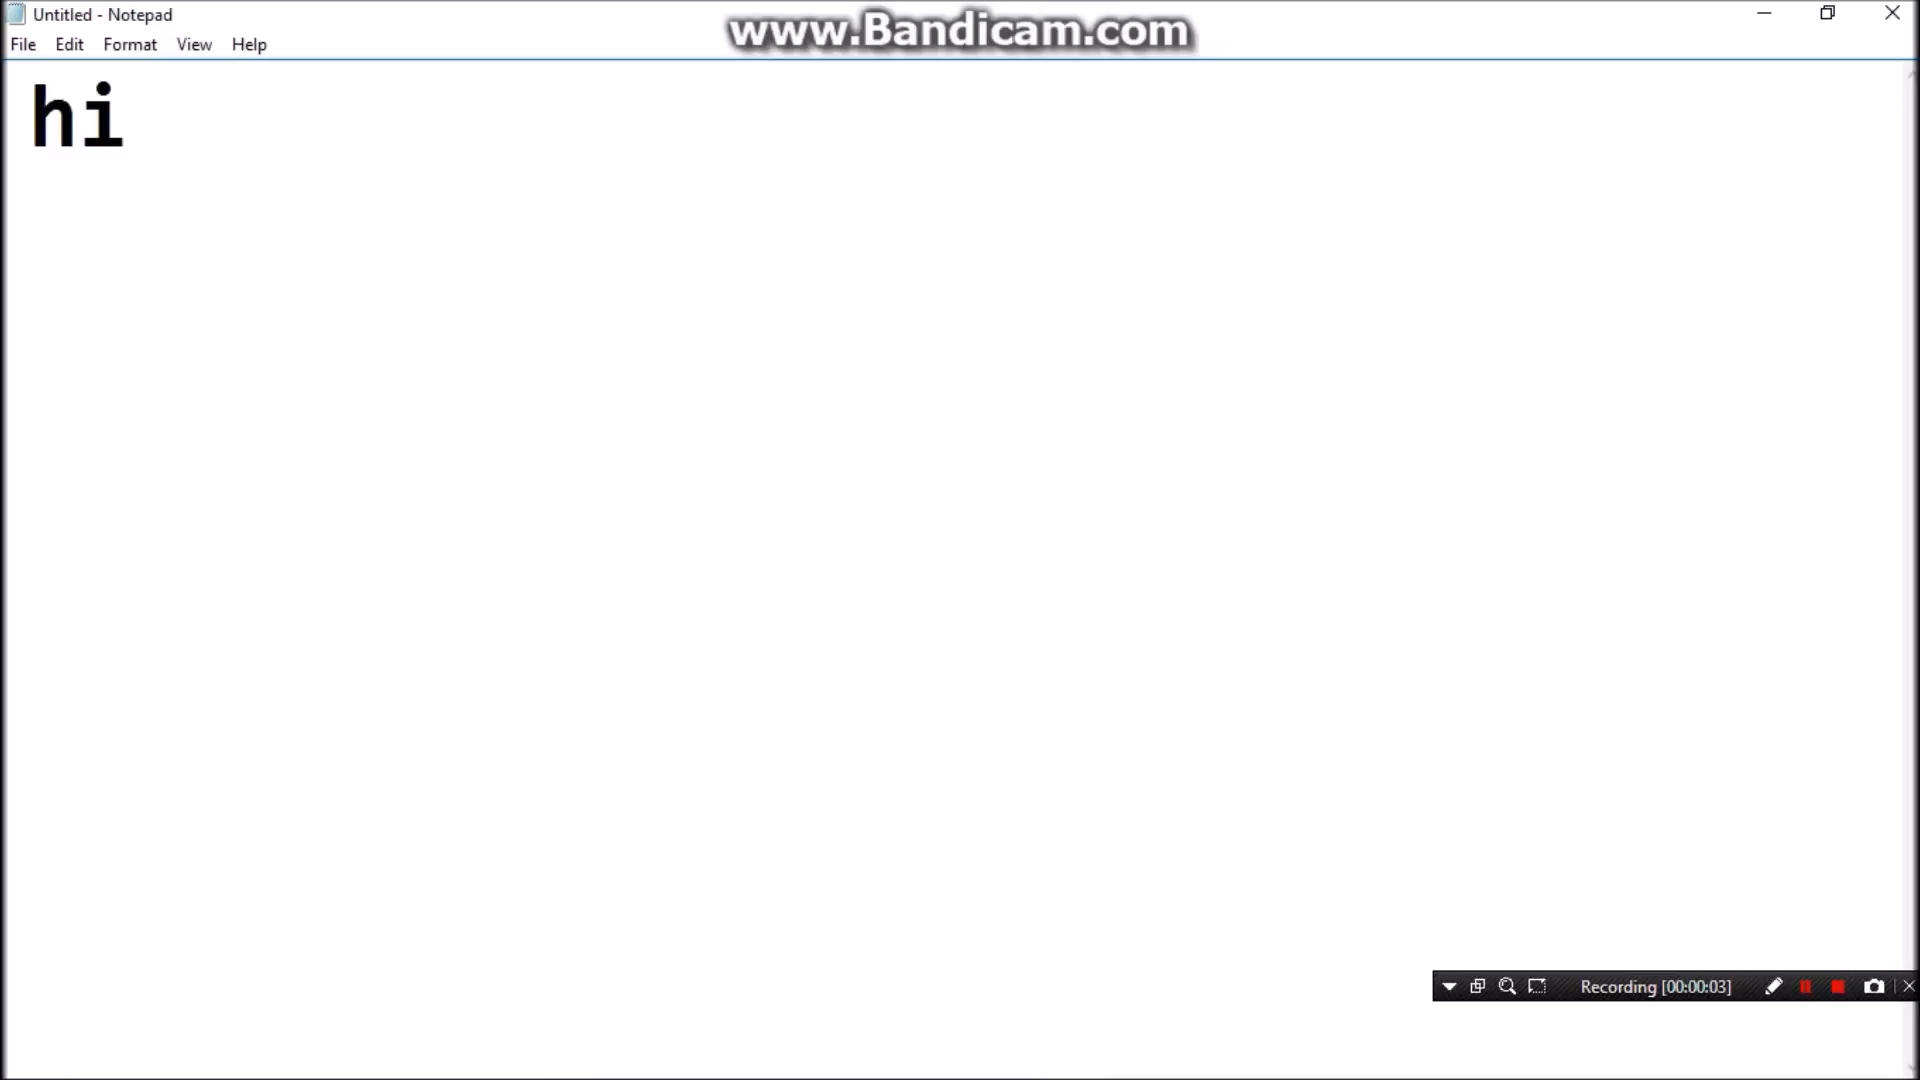 Untitled - Notepad
www.Bandicam.com
File Edit Format View Help
hi
Recording [00:00:03]